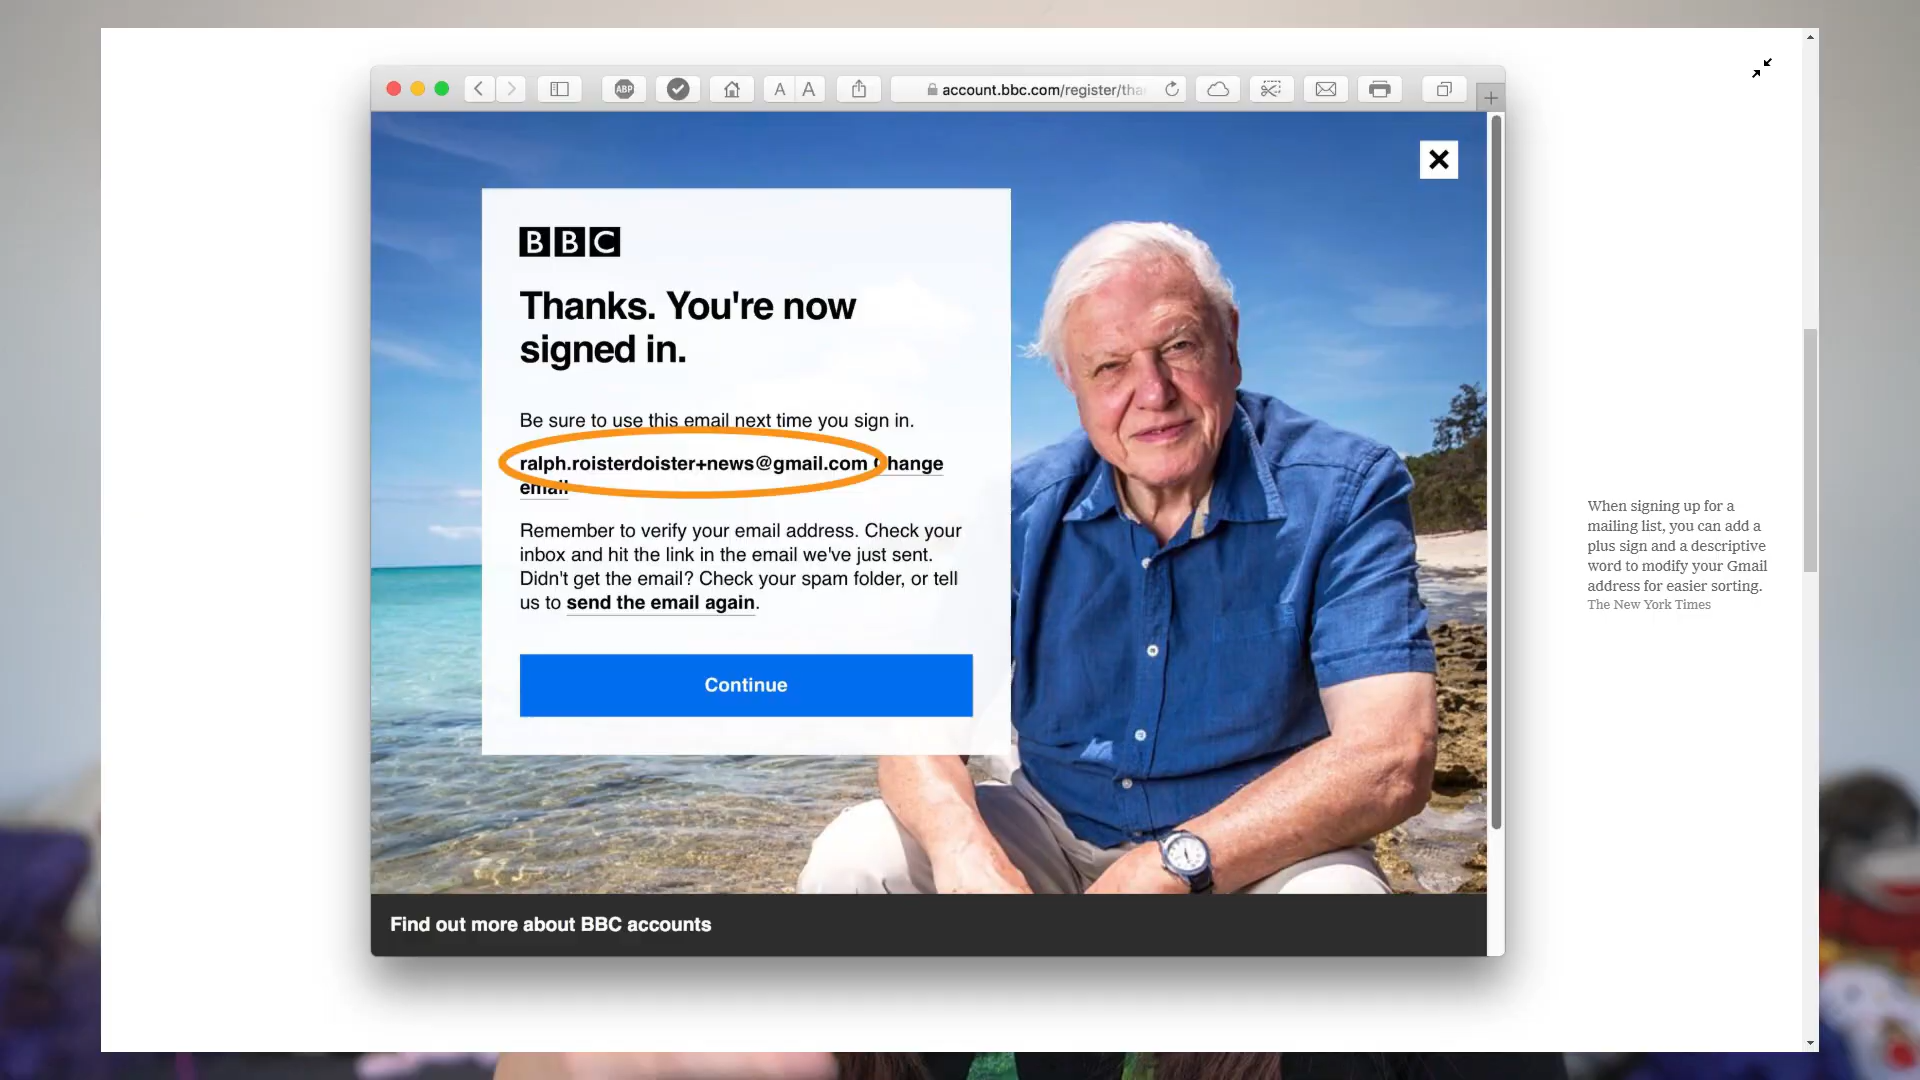 ABP
A A
account.bbc.com/register/tha
BBC
Thanks. You're now
signed in.
Be sure to use this email next time you sign in.
ralph.roisterdoister+news@gmail.com Change
email
Remember to verify your email address. Check your
inbox and hit the link in the email we've just sent.
Didn't get the email? Check your spam folder, or tell
us to send the email again.
Continue
Find out more about BBC accounts
When signing up for a
mailing list, you can add a
plus sign and a descriptive
word to modify your Gmail
address for easier sorting.
The New York Times